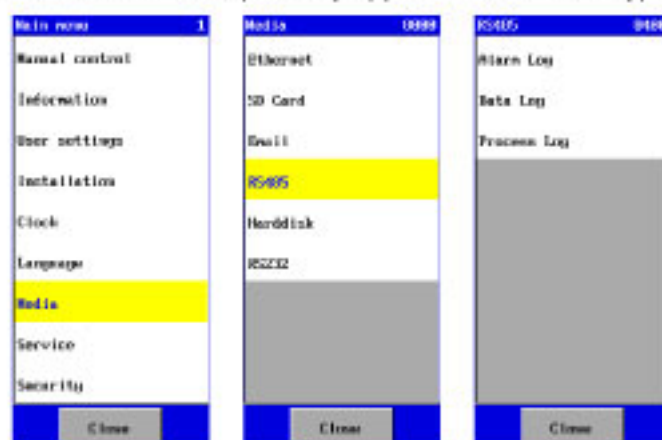 Main menu 1
Manual control
Information
User settings
Installation
Clock
Language
Media
Service
Security
Close
Media
Ethernet
SD Card
Email
RS485
Harddisk
RS232
Close
RS485
Alarm Log
Data Log
Process Log
Close